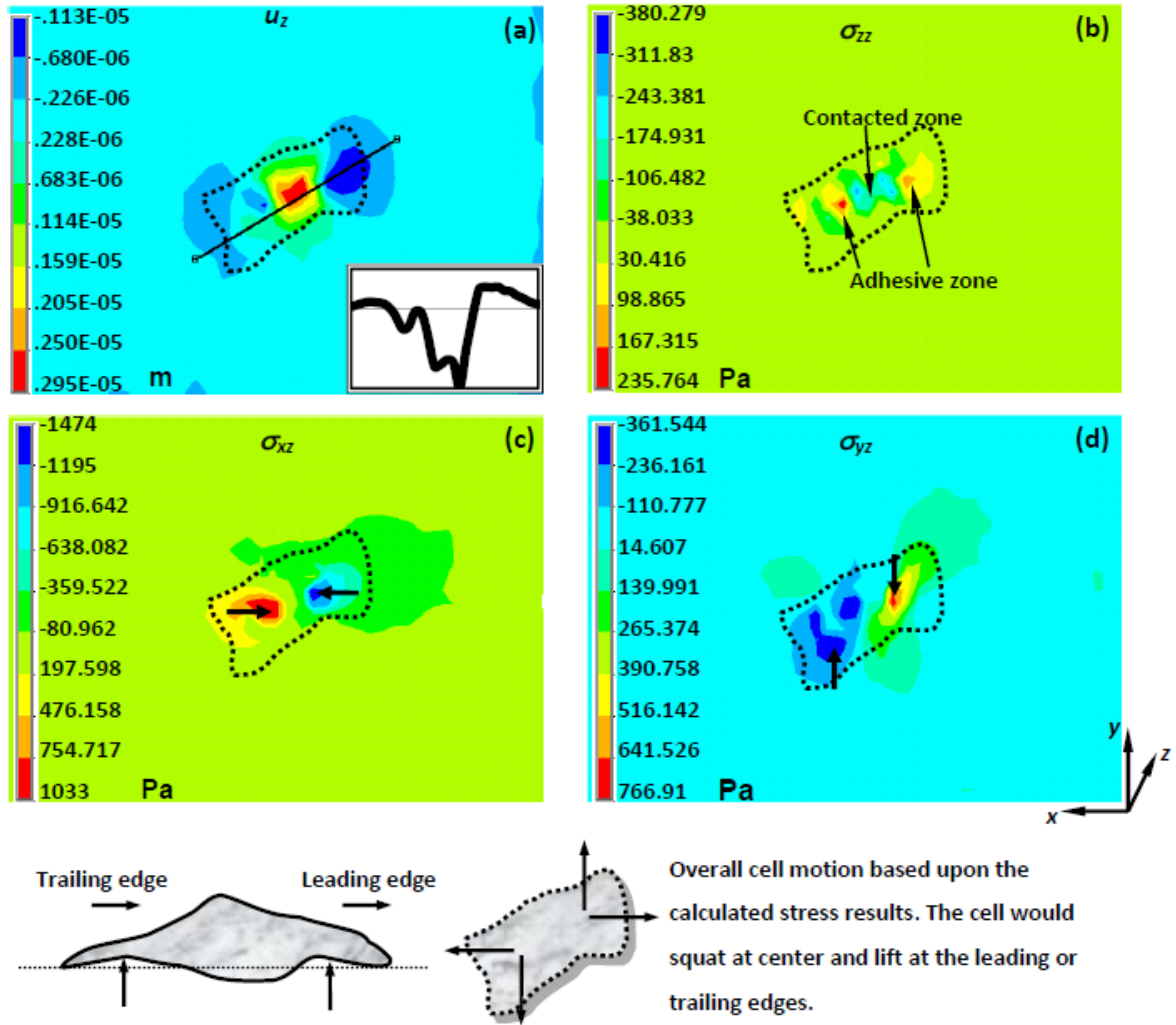 u_z
(a)
-.113E-05
-.680E-06
-.226E-06
.228E-06
.683E-06
.114E-05
.159E-05
.205E-05
.250E-05
.295E-05
m
σ_zz
(b)
-380.279
-311.83
-243.381
-174.931
-106.482
-38.033
30.416
98.865
167.315
235.764
Contacted zone
Adhesive zone
Pa
σ_xz
(c)
-1474
-1195
-916.642
-638.082
-359.522
-80.962
197.598
476.158
754.717
1033
Pa
σ_yz
(d)
-361.544
-236.161
-110.777
14.607
139.991
265.374
390.758
516.142
641.526
766.91
Pa
y
z
x
Trailing edge
Leading edge
Overall cell motion based upon the
calculated stress results. The cell would
squat at center and lift at the leading or
trailing edges.